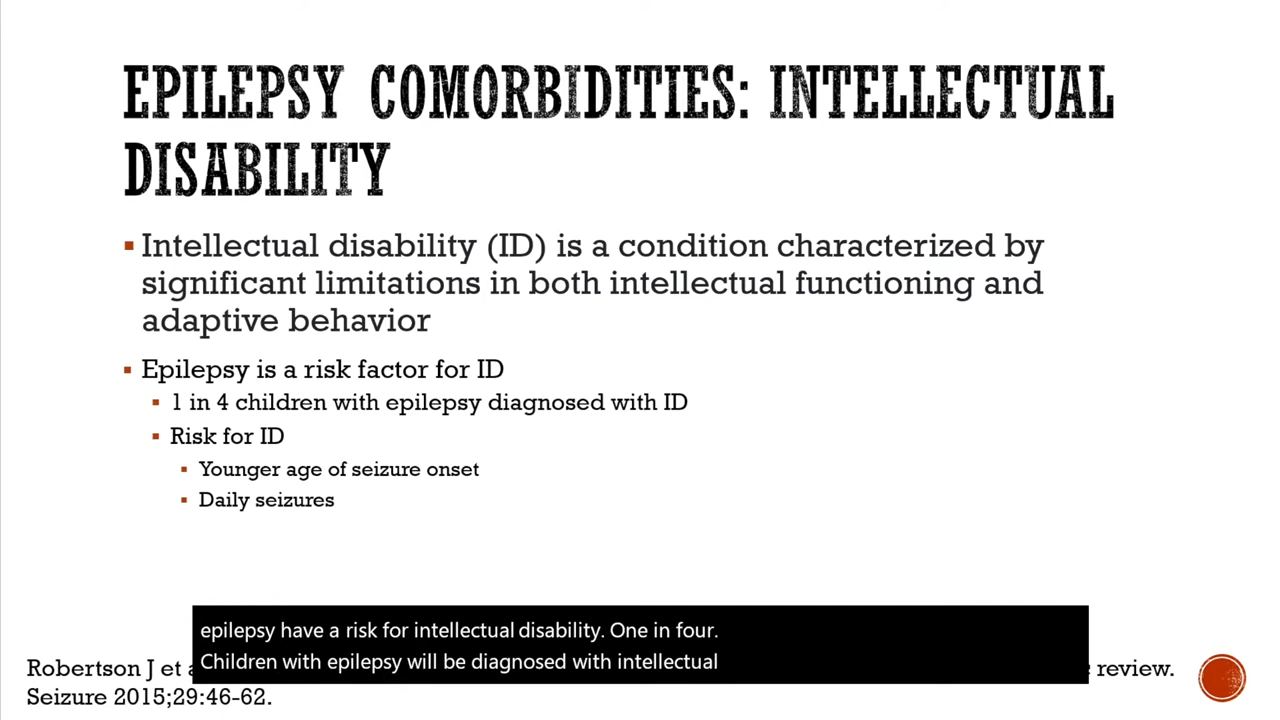 EPILEPSY COMORBIDITIES: INTELLECTUAL
DISABILITY
▪ Intellectual disability (ID) is a condition characterized by
significant limitations in both intellectual functioning and
adaptive behavior
▪ Epilepsy is a risk factor for ID
▪ 1 in 4 children with epilepsy diagnosed with ID
▪ Risk for ID
▪ Younger age of seizure onset
▪ Daily seizures
epilepsy have a risk for intellectual disability. One in four.
Children with epilepsy will be diagnosed with intellectual
Robertson J et review.
Seizure 2015;29:46-62.